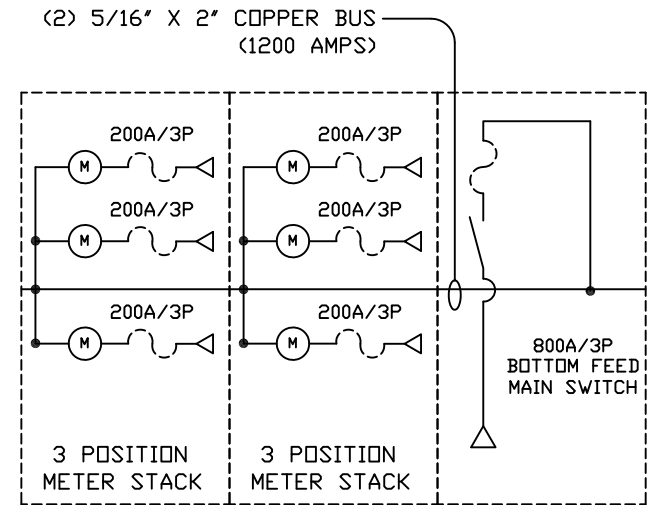 (2) 5/16" X 2" COPPER BUS
(1200 AMPS)
200A/3P
M
200A/3P
M
200A/3P
M
3 POSITION
METER STACK
200A/3P
M
200A/3P
M
200A/3P
M
3 POSITION
METER STACK
800A/3P
BOTTOM FEED
MAIN SWITCH